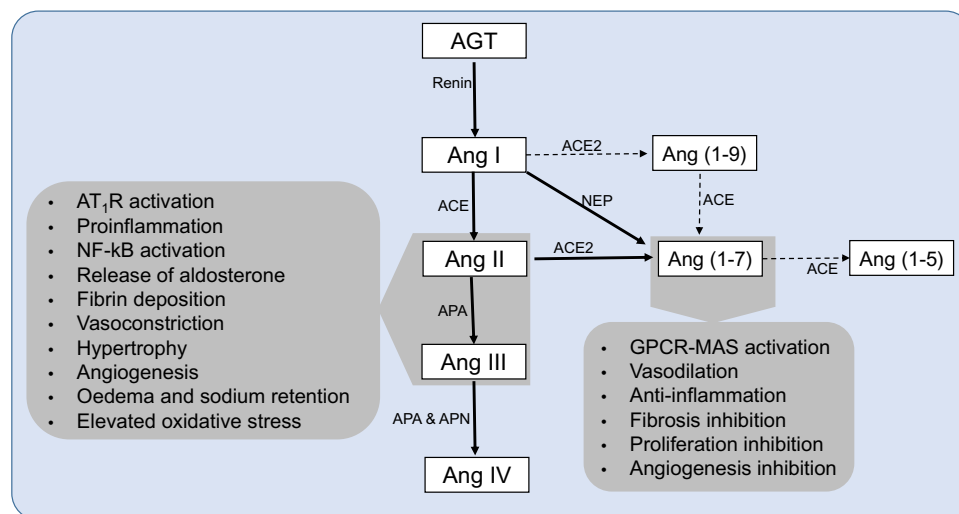 AGT
Renin
Ang I
ACE2
Ang (1-9)
ACE
NEP
ACE
Ang II
ACE2
Ang (1-7)
ACE
Ang (1-5)
APA
Ang III
APA & APN
Ang IV
• AT₁R activation
• Proinflammation
• NF-kB activation
• Release of aldosterone
• Fibrin deposition
• Vasoconstriction
• Hypertrophy
• Angiogenesis
• Oedema and sodium retention
• Elevated oxidative stress
• GPCR-MAS activation
• Vasodilation
• Anti-inflammation
• Fibrosis inhibition
• Proliferation inhibition
• Angiogenesis inhibition